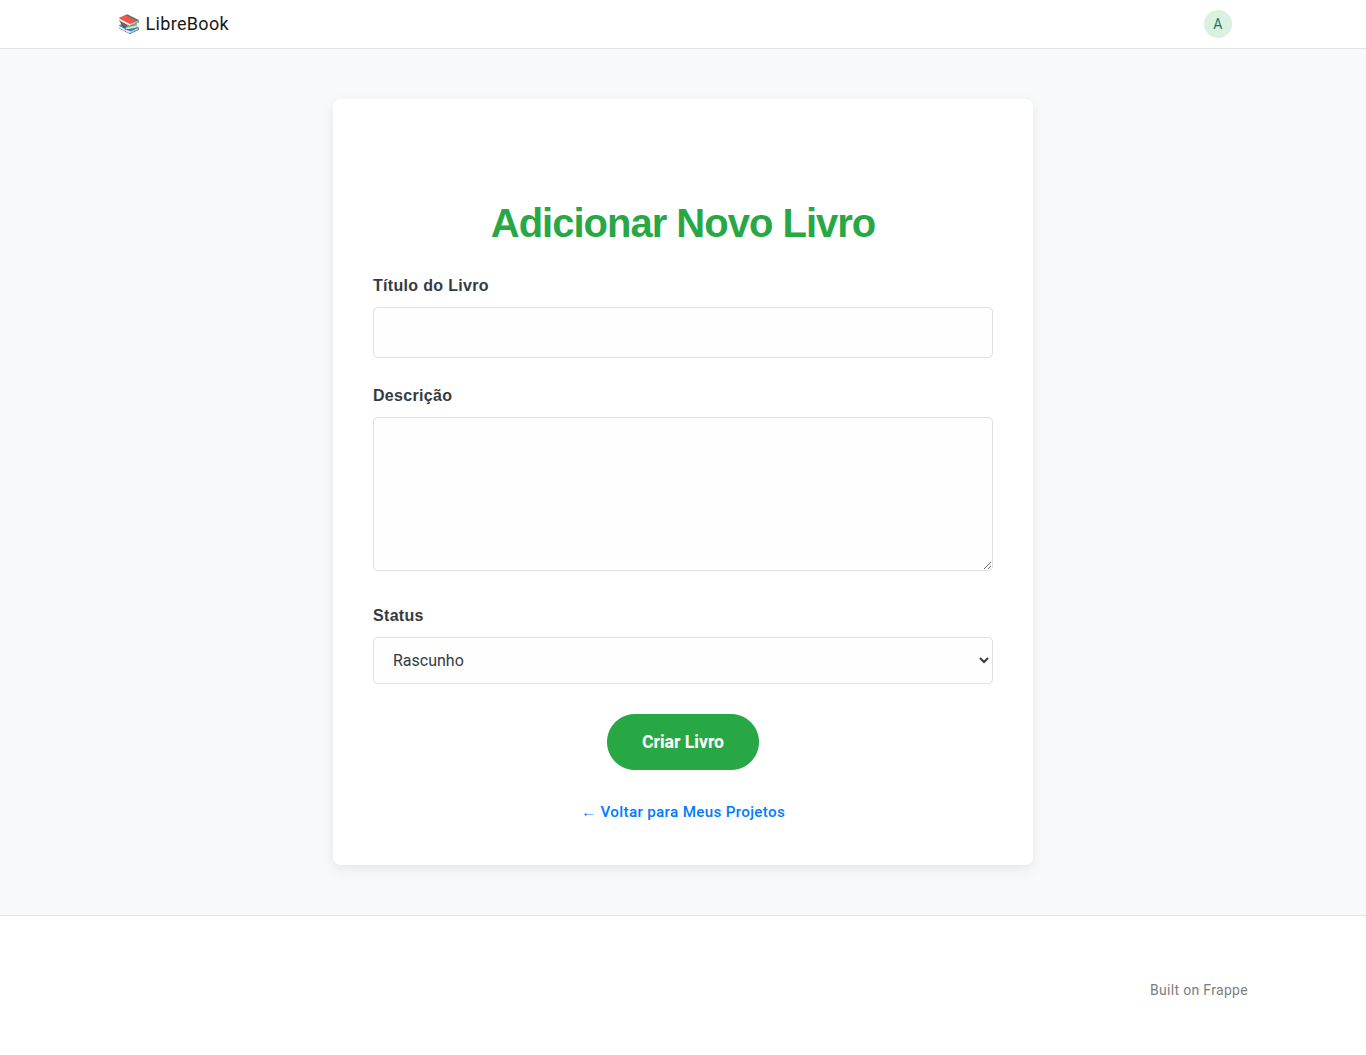 📚 LibreBook
A
Adicionar Novo Livro
Título do Livro
Descrição
Status
Rascunho
Criar Livro
← Voltar para Meus Projetos
Built on Frappe